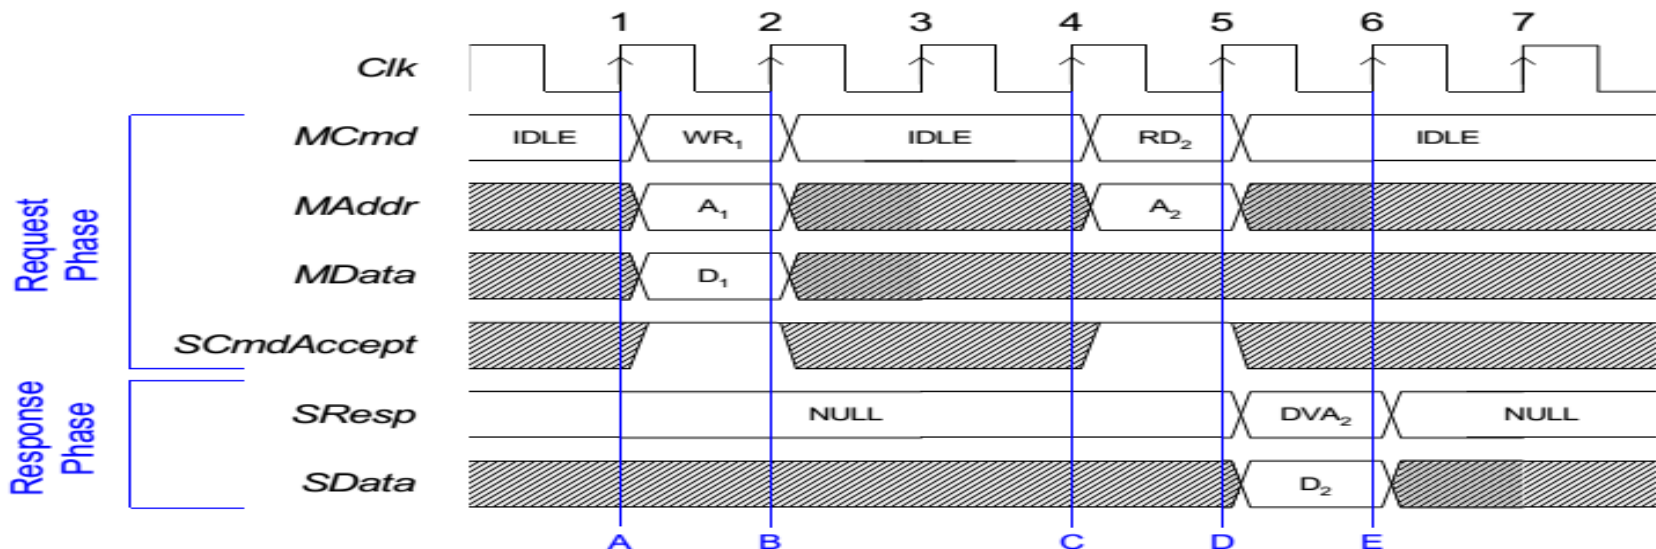 1 2 3 4 5 6 7
Clk
MCmd IDLE WR₁ IDLE RD₂ IDLE
MAddr A₁ A₂
MData D₁
SCmdAccept
Request
Phase
SResp NULL DVA₂ NULL
SData D₂
Response
Phase
A B C D E